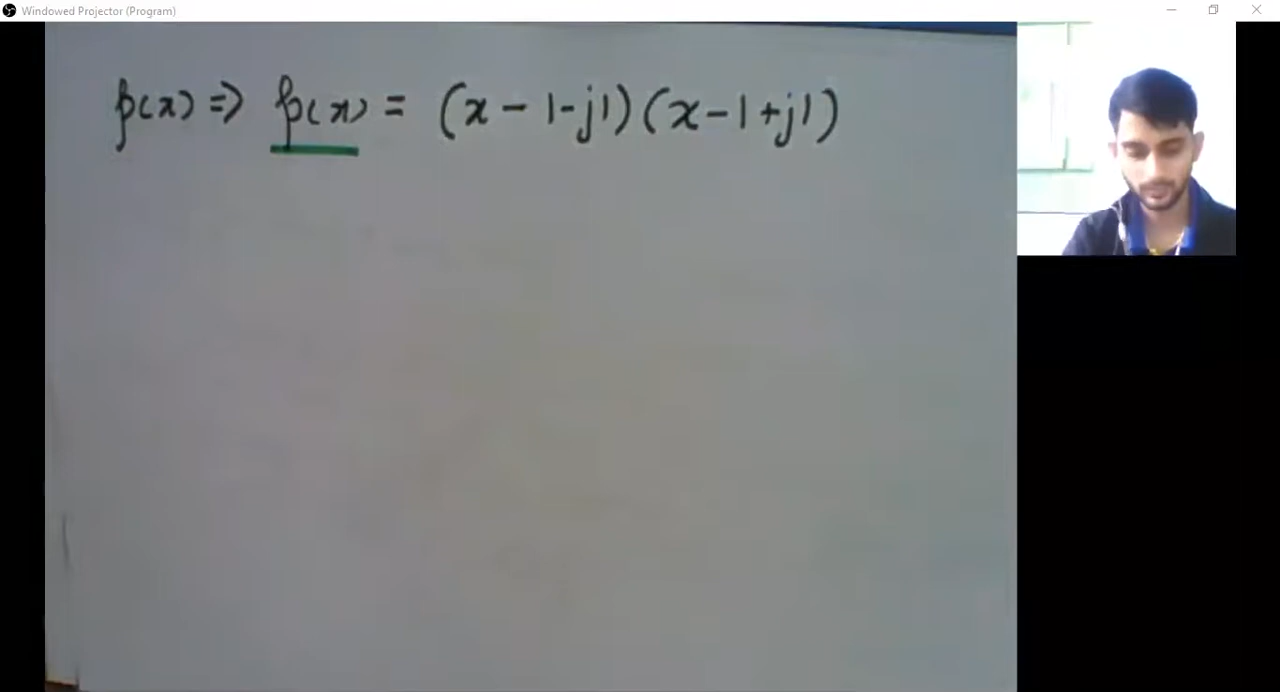 Windowed Projector (Program)
p(x) ⇒ p(x) = (x - 1 - j1)(x - 1 + j1)